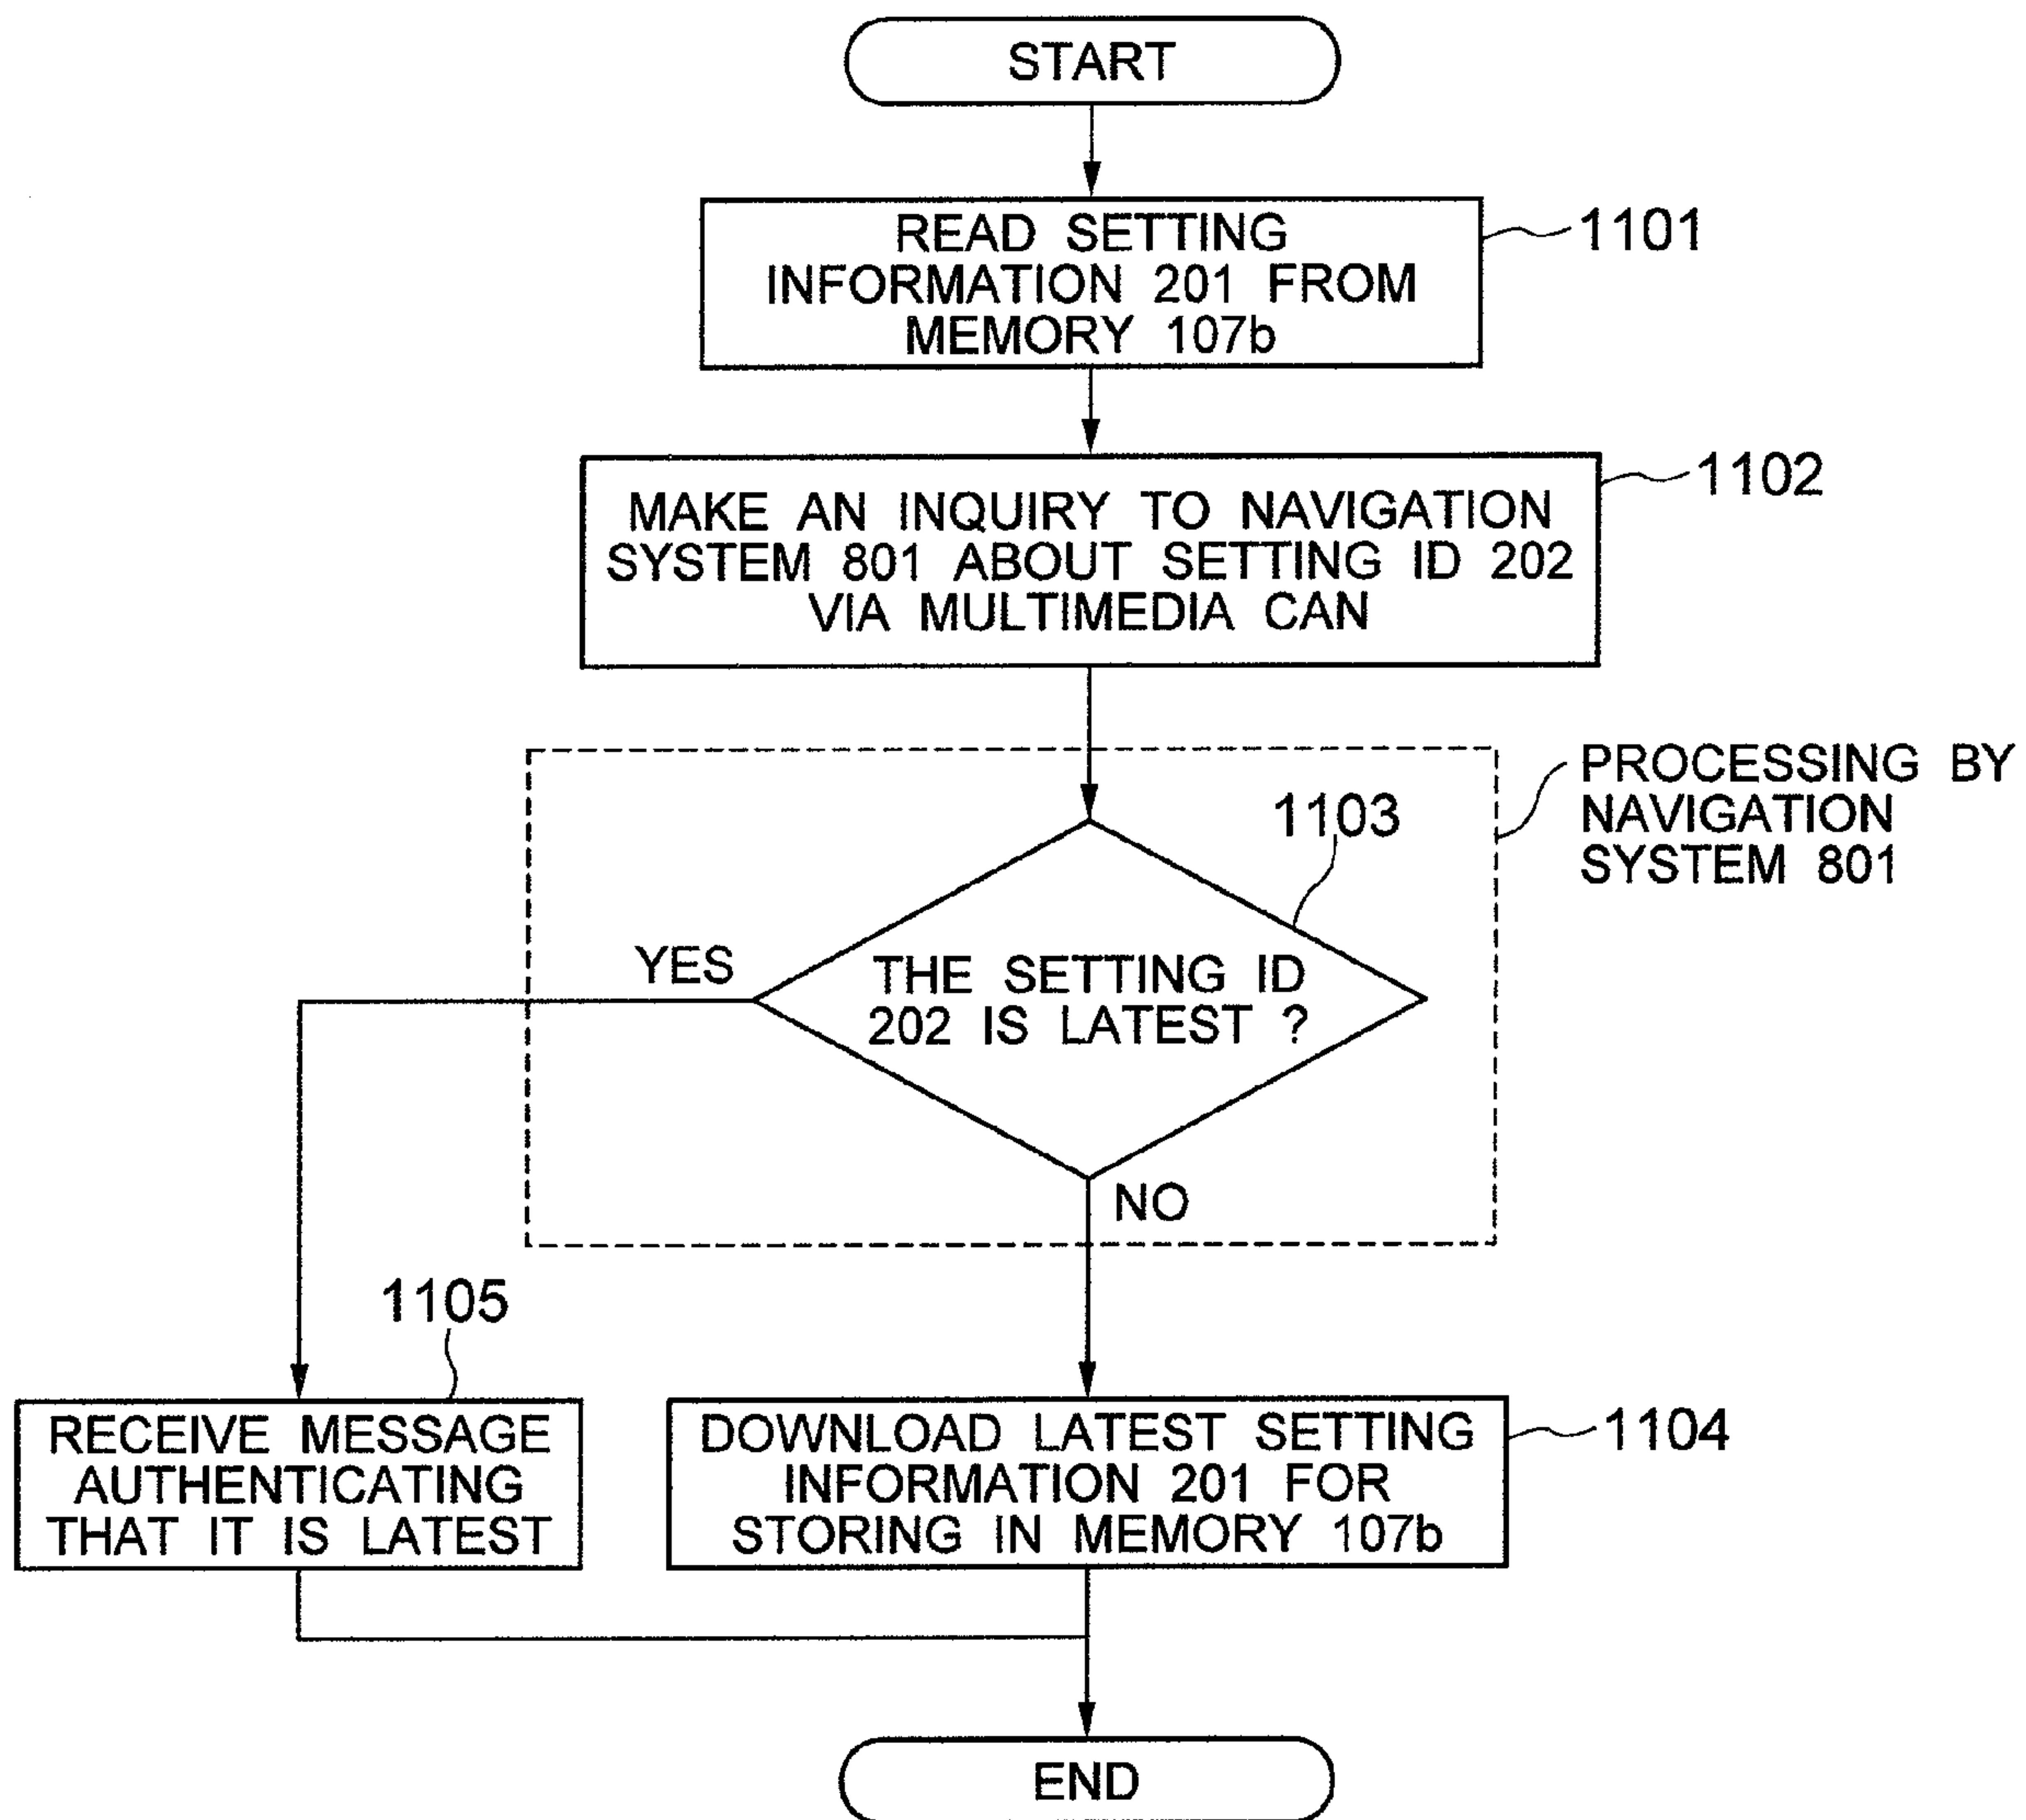 START
READ SETTING
INFORMATION 201 FROM
MEMORY 107b
1101
MAKE AN INQUIRY TO NAVIGATION
SYSTEM 801 ABOUT SETTING ID 202
VIA MULTIMEDIA CAN
1102
PROCESSING BY
NAVIGATION
SYSTEM 801
1103
THE SETTING ID
202 IS LATEST ?
YES
NO
1105
RECEIVE MESSAGE
AUTHENTICATING
THAT IT IS LATEST
DOWNLOAD LATEST SETTING
INFORMATION 201 FOR
STORING IN MEMORY 107b
1104
END